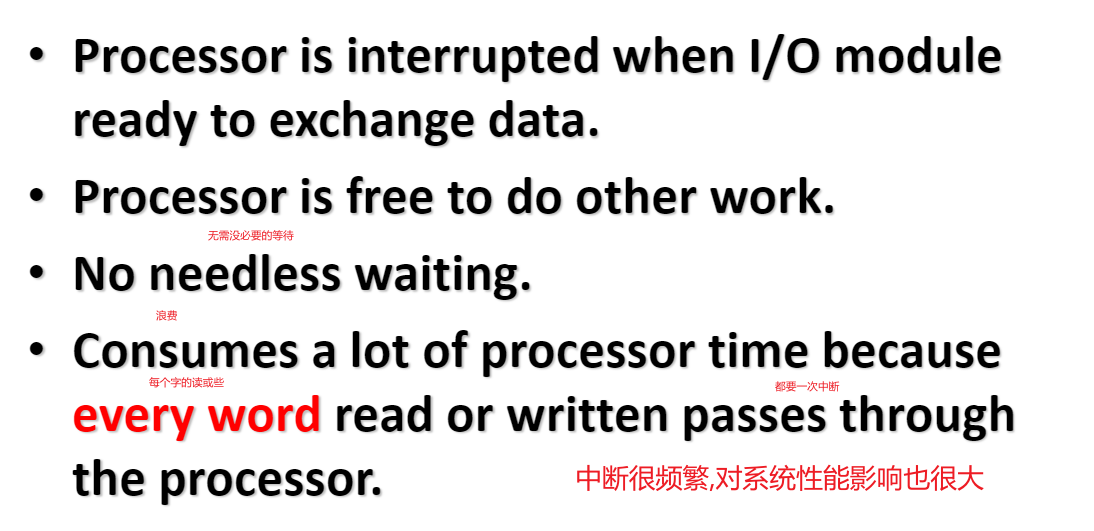 • Processor is interrupted when I/O module
ready to exchange data.
• Processor is free to do other work.
无需没必要的等待
• No needless waiting.
浪费
• Consumes a lot of processor time because
每个字的读或些
都要一次中断
every word read or written passes through
the processor.
中断很频繁,对系统性能影响也很大